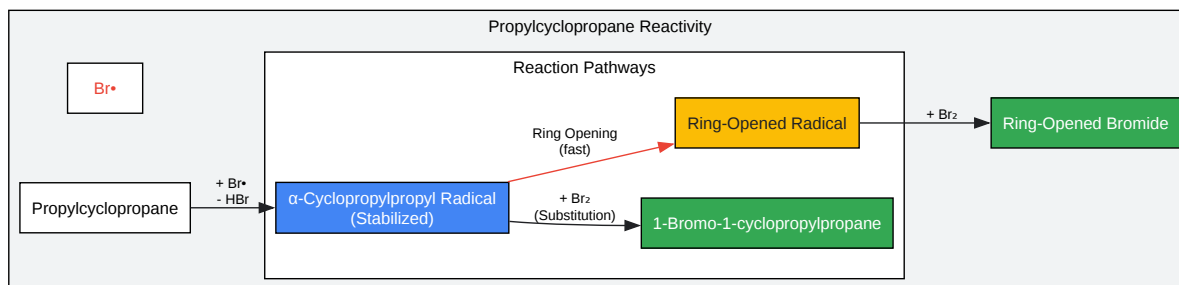 Propylcyclopropane Reactivity
Reaction Pathways
Br•
Ring-Opened Radical
+ Br₂
Ring-Opened Bromide
Ring Opening
(fast)
Propylcyclopropane
+ Br•
- HBr
α-Cyclopropylpropyl Radical
(Stabilized)
+ Br₂
(Substitution)
1-Bromo-1-cyclopropylpropane